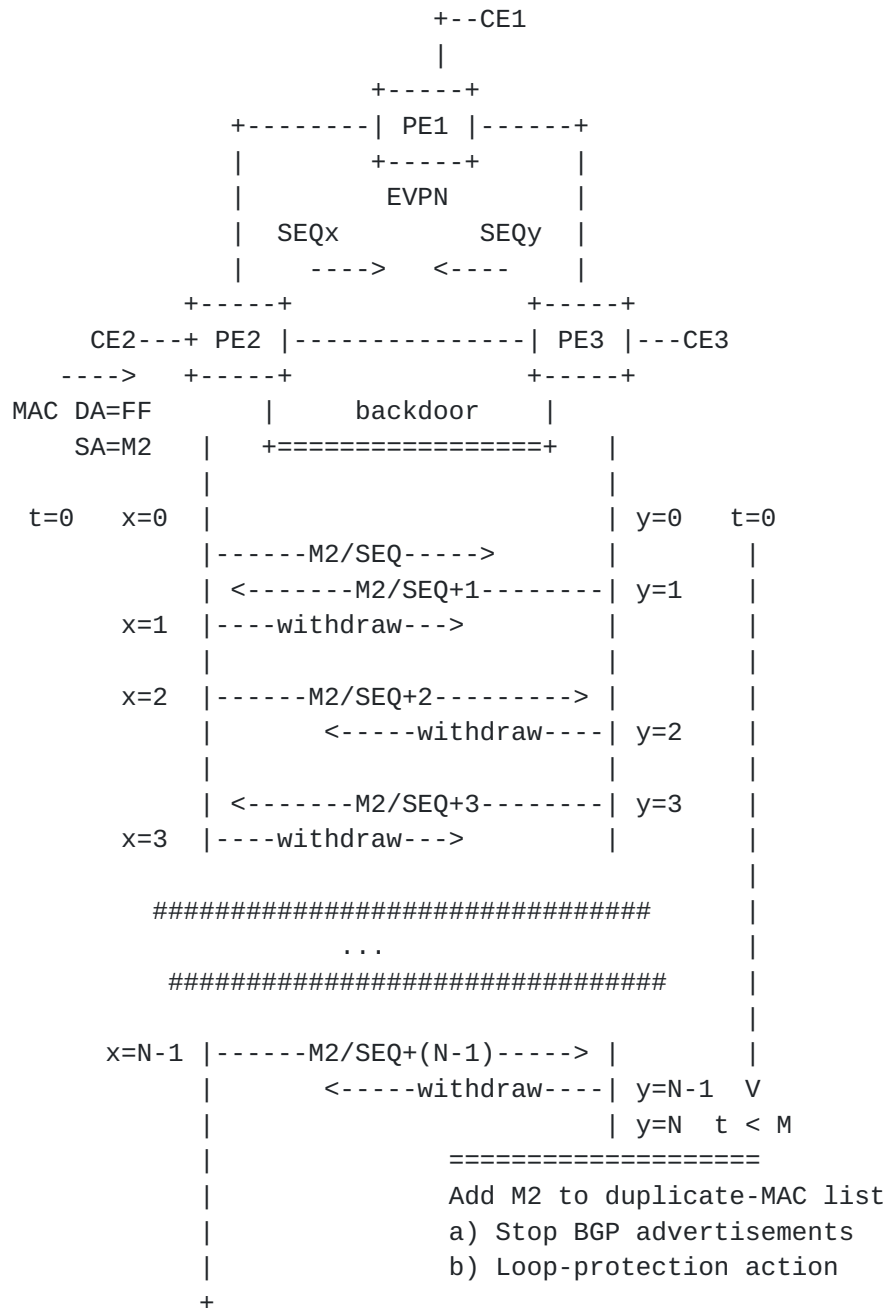 +--CE1
|
+-----+
+--------| PE1 |------+
|        +-----+      |
|         EVPN        |
|  SEQx         SEQy  |
|    ---->   <----    |
+-----+               +-----+
CE2---+ PE2 |---------------| PE3 |---CE3
---->   +-----+               +-----+
MAC DA=FF       |     backdoor     |
SA=M2   |   +=================+   |
|                         |
t=0   x=0  |                         | y=0   t=0
|------M2/SEQ----->       |        |
| <-------M2/SEQ+1--------| y=1    |
x=1  |----withdraw--->         |        |
|                         |        |
x=2  |------M2/SEQ+2---------> |        |
|       <-----withdraw----| y=2    |
|                         |        |
| <-------M2/SEQ+3--------| y=3    |
x=3  |----withdraw--->         |        |
|
################################      |
...                       |
################################     |
|
x=N-1 |------M2/SEQ+(N-1)-----> |       |
|       <-----withdraw----| y=N-1  V
|                         | y=N  t < M
|               ====================
|               Add M2 to duplicate-MAC list
|               a) Stop BGP advertisements
|               b) Loop-protection action
+